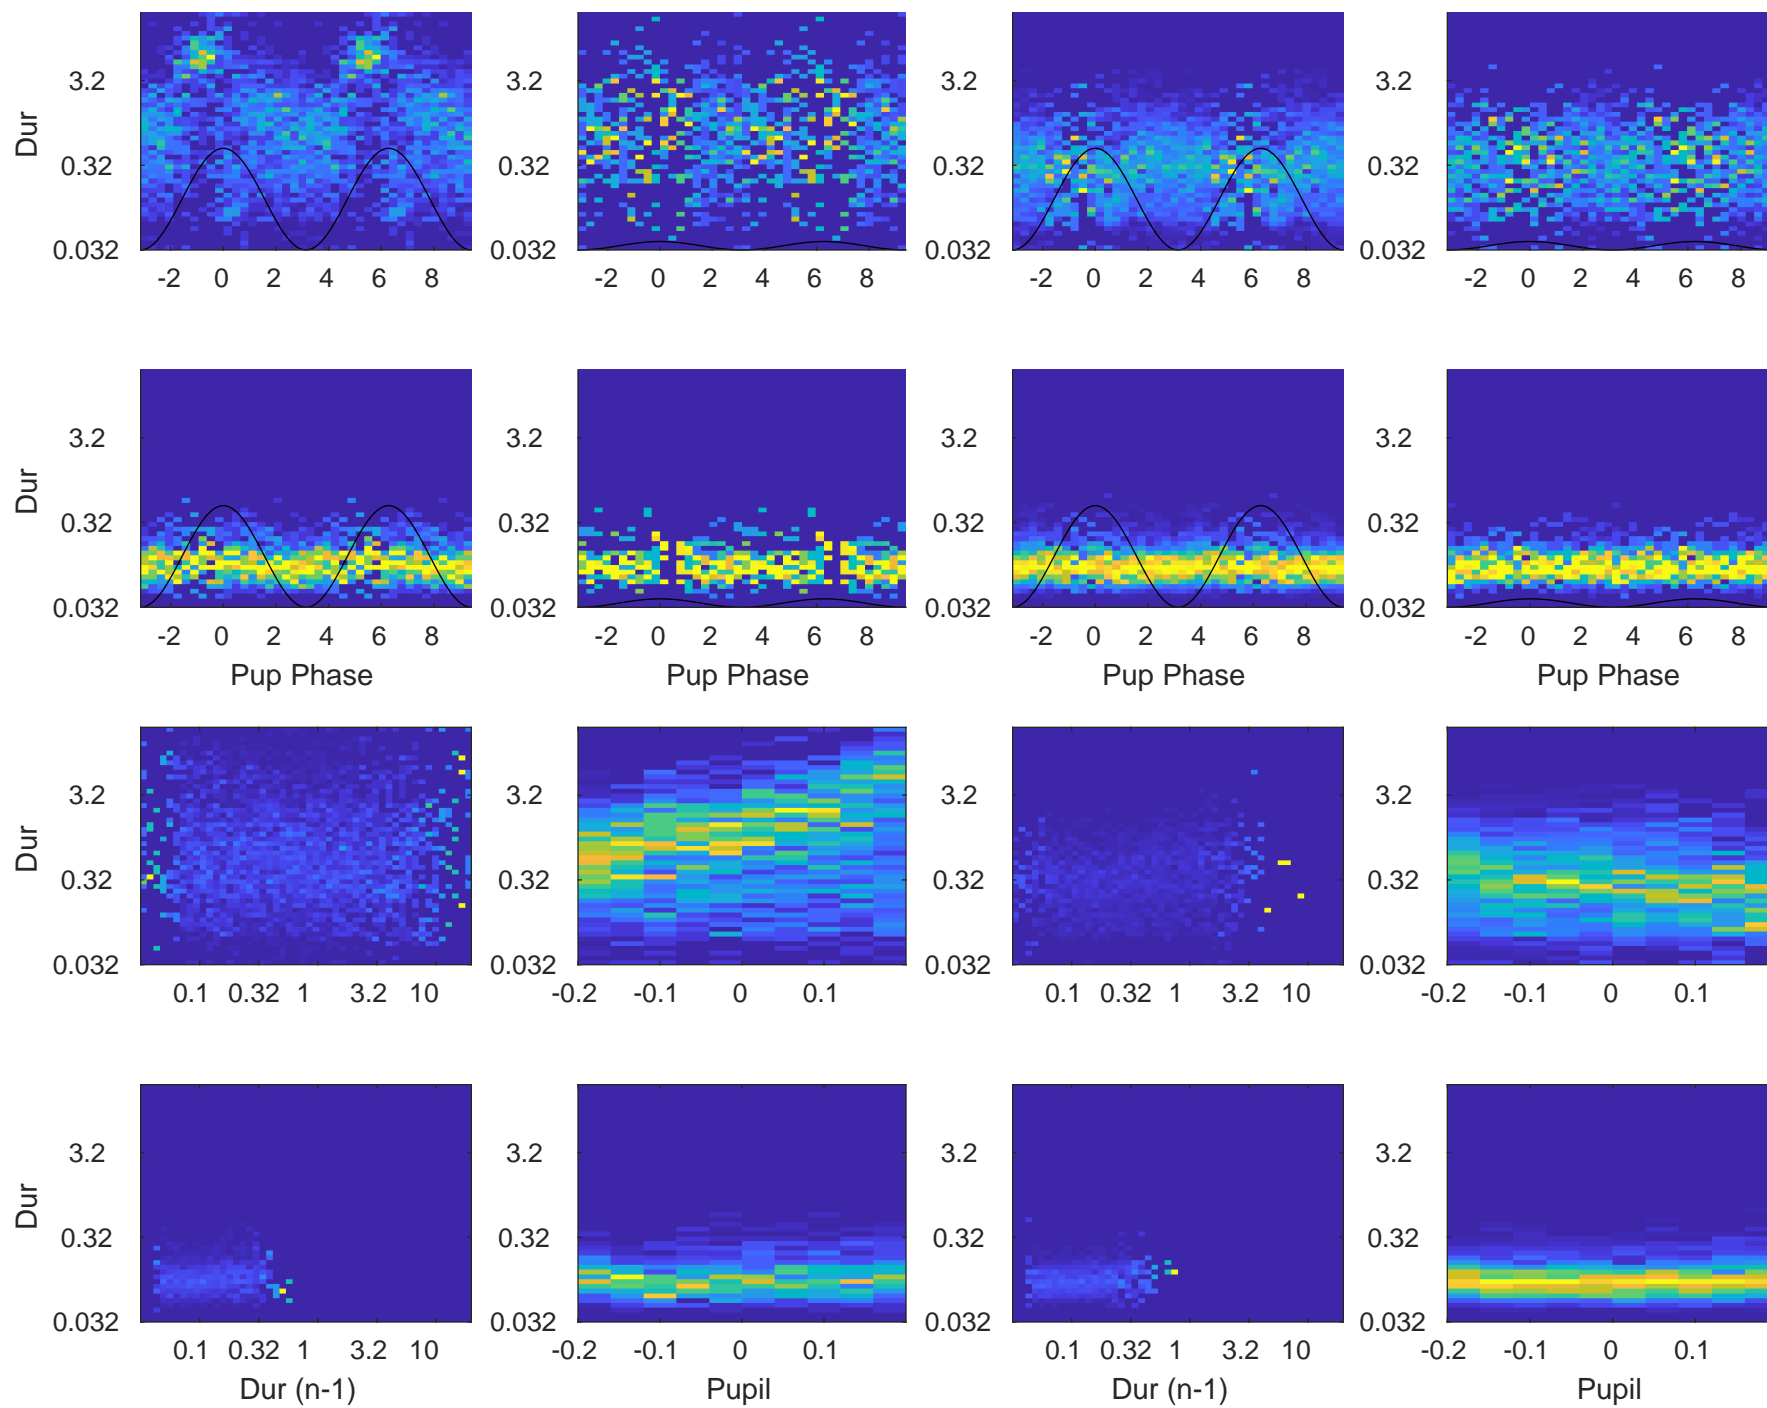 3.2 3.2 3.2 3.2
Dur
0.32 0.32 0.32 0.32
0.032 0.032 0.032 0.032
-2 0 2 4 6 8 -2 0 2 4 6 8 -2 0 2 4 6 8 -2 0 2 4 6 8
3.2 3.2 3.2 3.2
Dur
0.32 0.32 0.32 0.32
0.032 0.032 0.032 0.032
-2 0 2 4 6 8 -2 0 2 4 6 8 -2 0 2 4 6 8 -2 0 2 4 6 8
Pup Phase Pup Phase Pup Phase Pup Phase
3.2 3.2 3.2 3.2
Dur
0.32 0.32 0.32 0.32
0.032 0.032 0.032 0.032
0.1 0.32 1 3.2 10 -0.2 -0.1 0 0.1 0.1 0.32 1 3.2 10 -0.2 -0.1 0 0.1
3.2 3.2 3.2 3.2
Dur
0.32 0.32 0.32 0.32
0.032 0.032 0.032 0.032
0.1 0.32 1 3.2 10 -0.2 -0.1 0 0.1 0.1 0.32 1 3.2 10 -0.2 -0.1 0 0.1
Dur (n-1) Pupil Dur (n-1) Pupil